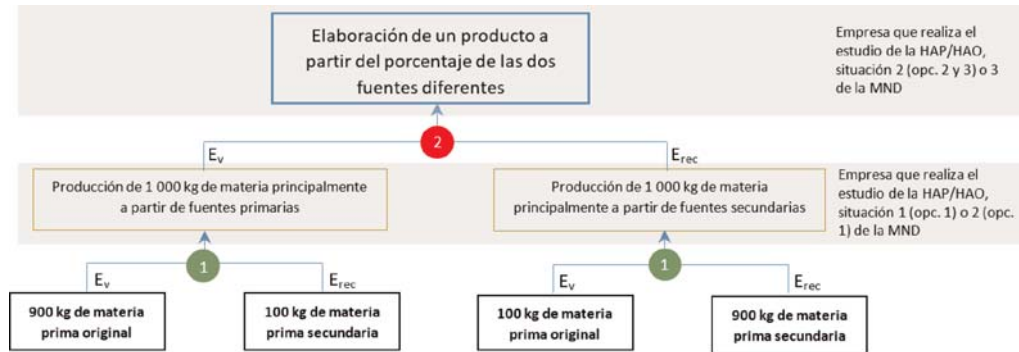 Elaboración de un producto a
partir del porcentaje de las dos
fuentes diferentes
Empresa que realiza el
estudio de la HAP/HAO,
situación 2 (opc. 2 y 3) o 3
de la MND
2
Ev
Erec
Producción de 1 000 kg de materia principalmente
a partir de fuentes primarias
Producción de 1 000 kg de materia
principalmente a partir de fuentes secundarias
Empresa que realiza el
estudio de la HAP/HAO,
situación 1 (opc. 1) o 2 (opc.
1) de la MND
1
1
Ev
Erec
Ev
Erec
900 kg de materia
prima original
100 kg de materia
prima secundaria
100 kg de materia
prima original
900 kg de materia
prima secundaria